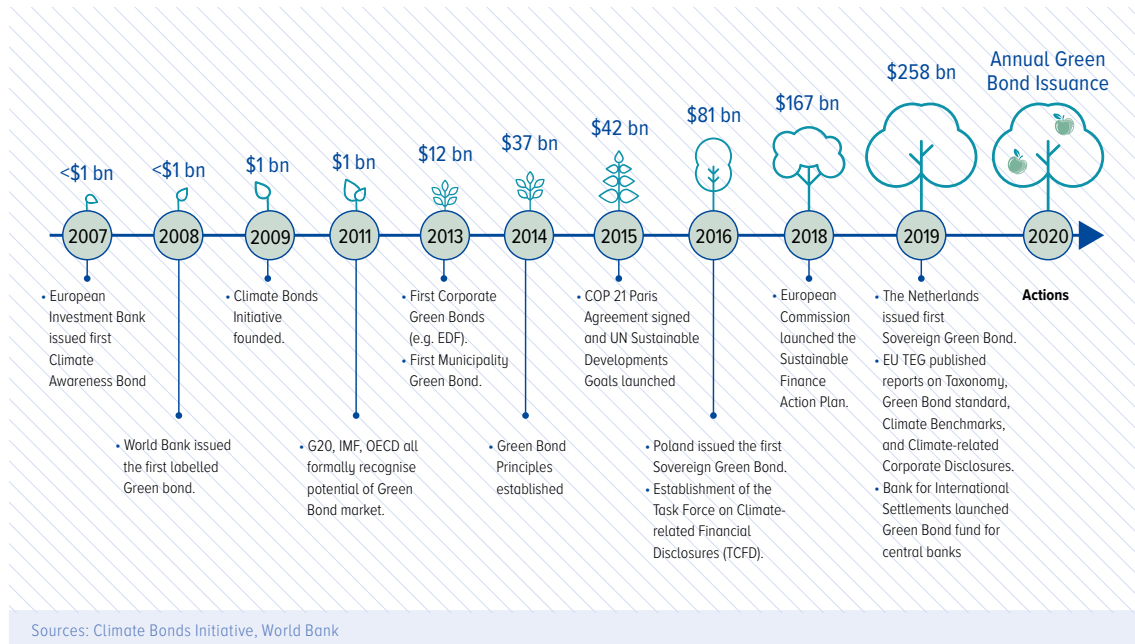 Annual Green
Bond Issuance
$258 bn
$167 bn
$81 bn
$42 bn
$37 bn
$12 bn
$1 bn
$1 bn
<$1 bn
<$1 bn
2007
2008
2009
2011
2013
2014
2015
2016
2018
2019
2020
• European
Investment Bank
issued first
Climate
Awareness Bond
• World Bank issued
the first labelled
Green bond.
• Climate Bonds
Initiative
founded.
• G20, IMF, OECD all
formally recognise
potential of Green
Bond market.
• First Corporate
Green Bonds
(e.g. EDF).
• First Municipality
Green Bond.
• Green Bond
Principles
established
• COP 21 Paris
Agreement signed
and UN Sustainable
Developments
Goals launched
• Poland issued the first
Sovereign Green Bond.
• Establishment of the
Task Force on Climate-
related Financial
Disclosures (TCFD).
• European
Commission
launched the
Sustainable
Finance
Action Plan.
• The Netherlands
issued first
Sovereign Green Bond.
• EU TEG published
reports on Taxonomy,
Green Bond standard,
Climate Benchmarks,
and Climate-related
Corporate Disclosures.
• Bank for International
Settlements launched
Green Bond fund for
central banks
Actions
Sources: Climate Bonds Initiative, World Bank